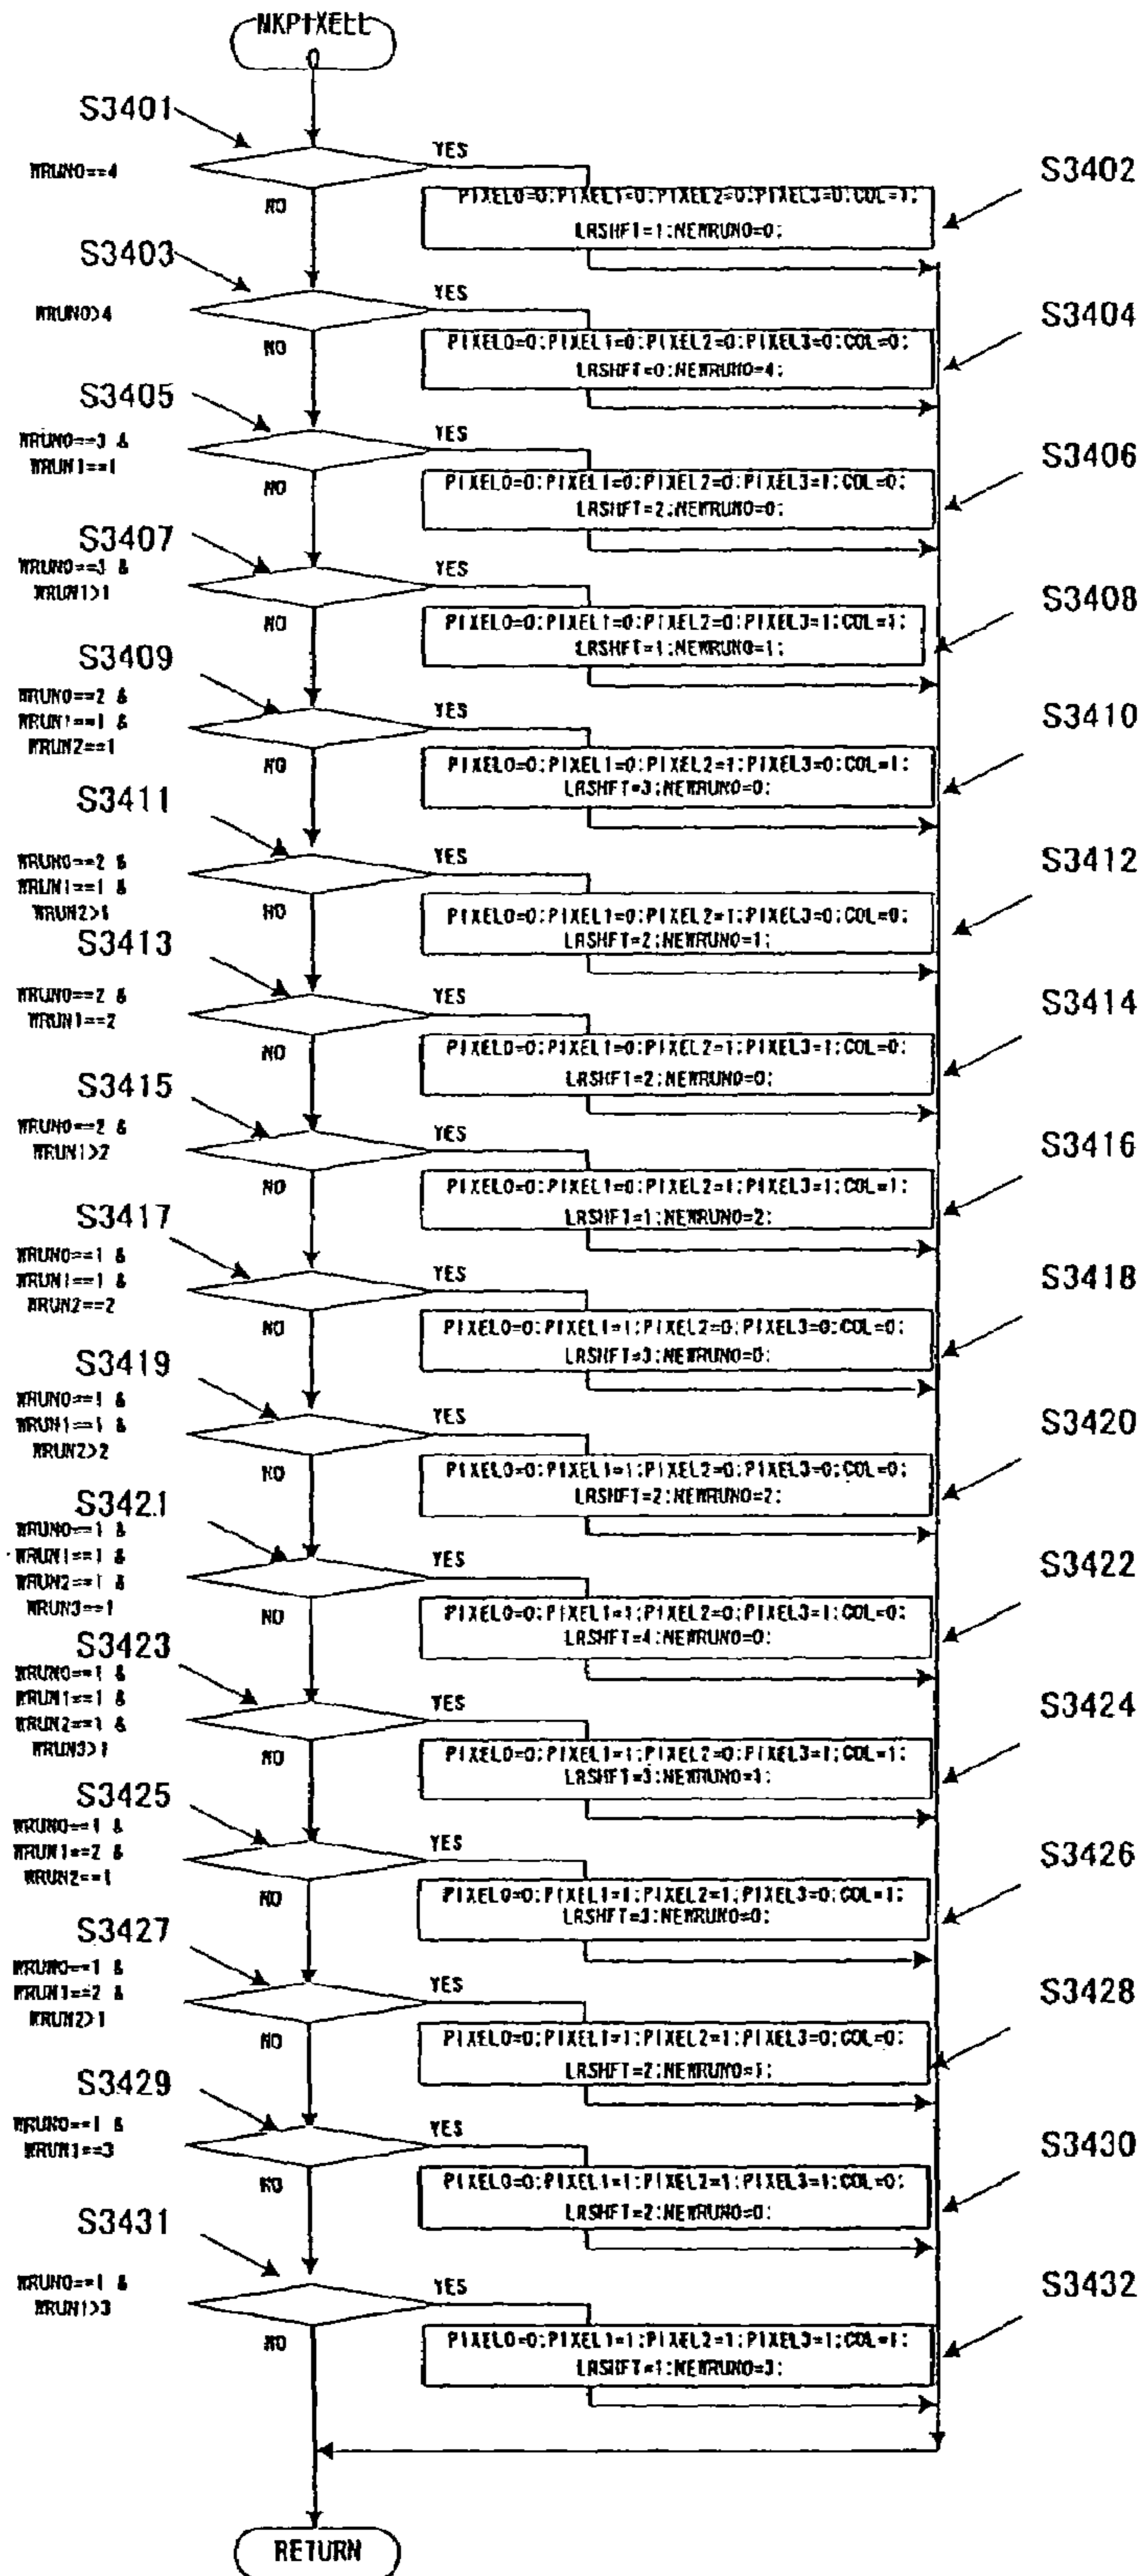 MKPIXELL
()
S3401
WRUN0==4
YES
NO
S3402
PIXEL0=0;PIXEL1=0;PIXEL2=0;PIXEL3=0;COL=1;
LRSHFT=1;NEWRUN0=0;
S3403
WRUN0>4
YES
NO
S3404
PIXEL0=0;PIXEL1=0;PIXEL2=0;PIXEL3=0;COL=0;
LRSHFT=0;NEWRUN0=4;
S3405
WRUN0==3 &
WRUN1==1
YES
NO
S3406
PIXEL0=0;PIXEL1=0;PIXEL2=0;PIXEL3=1;COL=0;
LRSHFT=2;NEWRUN0=0;
S3407
WRUN0==3 &
WRUN1>1
YES
NO
S3408
PIXEL0=0;PIXEL1=0;PIXEL2=0;PIXEL3=1;COL=1;
LRSHFT=1;NEWRUN0=1;
S3409
WRUN0==2 &
WRUN1==1 &
WRUN2==1
YES
NO
S3410
PIXEL0=0;PIXEL1=0;PIXEL2=1;PIXEL3=0;COL=1;
LRSHFT=3;NEWRUN0=0;
S3411
WRUN0==2 &
WRUN1==1 &
WRUN2>1
YES
NO
S3412
PIXEL0=0;PIXEL1=0;PIXEL2=1;PIXEL3=0;COL=0;
LRSHFT=2;NEWRUN0=1;
S3413
WRUN0==2 &
WRUN1==2
YES
NO
S3414
PIXEL0=0;PIXEL1=0;PIXEL2=1;PIXEL3=1;COL=0;
LRSHFT=2;NEWRUN0=0;
S3415
WRUN0==2 &
WRUN1>2
YES
NO
S3416
PIXEL0=0;PIXEL1=0;PIXEL2=1;PIXEL3=1;COL=1;
LRSHFT=1;NEWRUN0=2;
S3417
WRUN0==1 &
WRUN1==1 &
WRUN2==2
YES
NO
S3418
PIXEL0=0;PIXEL1=1;PIXEL2=0;PIXEL3=0;COL=0;
LRSHFT=3;NEWRUN0=0;
S3419
WRUN0==1 &
WRUN1==1 &
WRUN2>2
YES
NO
S3420
PIXEL0=0;PIXEL1=1;PIXEL2=0;PIXEL3=0;COL=0;
LRSHFT=2;NEWRUN0=2;
S3421
WRUN0==1 &
WRUN1==1 &
WRUN2==1 &
WRUN3==1
YES
NO
S3422
PIXEL0=0;PIXEL1=1;PIXEL2=0;PIXEL3=1;COL=0;
LRSHFT=4;NEWRUN0=0;
S3423
WRUN0==1 &
WRUN1==1 &
WRUN2==1 &
WRUN3>1
YES
NO
S3424
PIXEL0=0;PIXEL1=1;PIXEL2=0;PIXEL3=1;COL=1;
LRSHFT=3;NEWRUN0=1;
S3425
WRUN0==1 &
WRUN1==2 &
WRUN2==1
YES
NO
S3426
PIXEL0=0;PIXEL1=1;PIXEL2=1;PIXEL3=0;COL=1;
LRSHFT=3;NEWRUN0=0;
S3427
WRUN0==1 &
WRUN1==2 &
WRUN2>1
YES
NO
S3428
PIXEL0=0;PIXEL1=1;PIXEL2=1;PIXEL3=0;COL=0;
LRSHFT=2;NEWRUN0=1;
S3429
WRUN0==1 &
WRUN1==3
YES
NO
S3430
PIXEL0=0;PIXEL1=1;PIXEL2=1;PIXEL3=1;COL=0;
LRSHFT=2;NEWRUN0=0;
S3431
WRUN0==1 &
WRUN1>3
YES
NO
S3432
PIXEL0=0;PIXEL1=1;PIXEL2=1;PIXEL3=1;COL=1;
LRSHFT=1;NEWRUN0=3;
RETURN